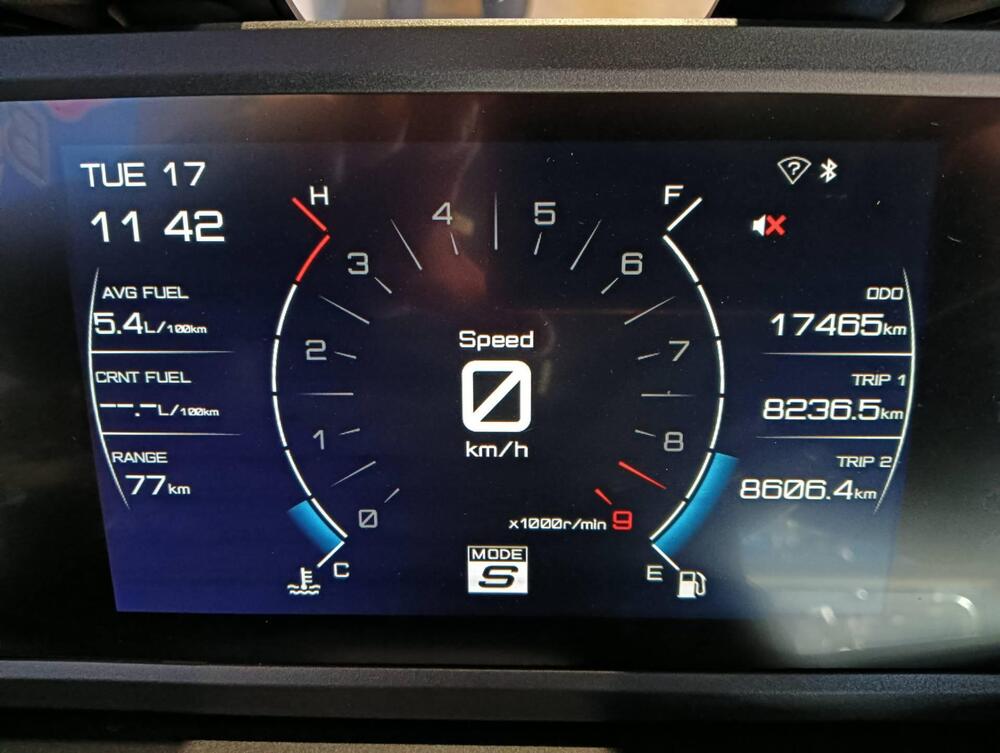 TUE 17
11 42
AVG FUEL
5.4L/100km
CRNT FUEL
--.-L/100km
RANGE
77km
H
C
0
1
2
3
4
5
6
7
8
9
x1000r/min
Speed
0
km/h
MODE
S
F
E
?
ODO
17465km
TRIP 1
8236.5km
TRIP 2
8606.4km